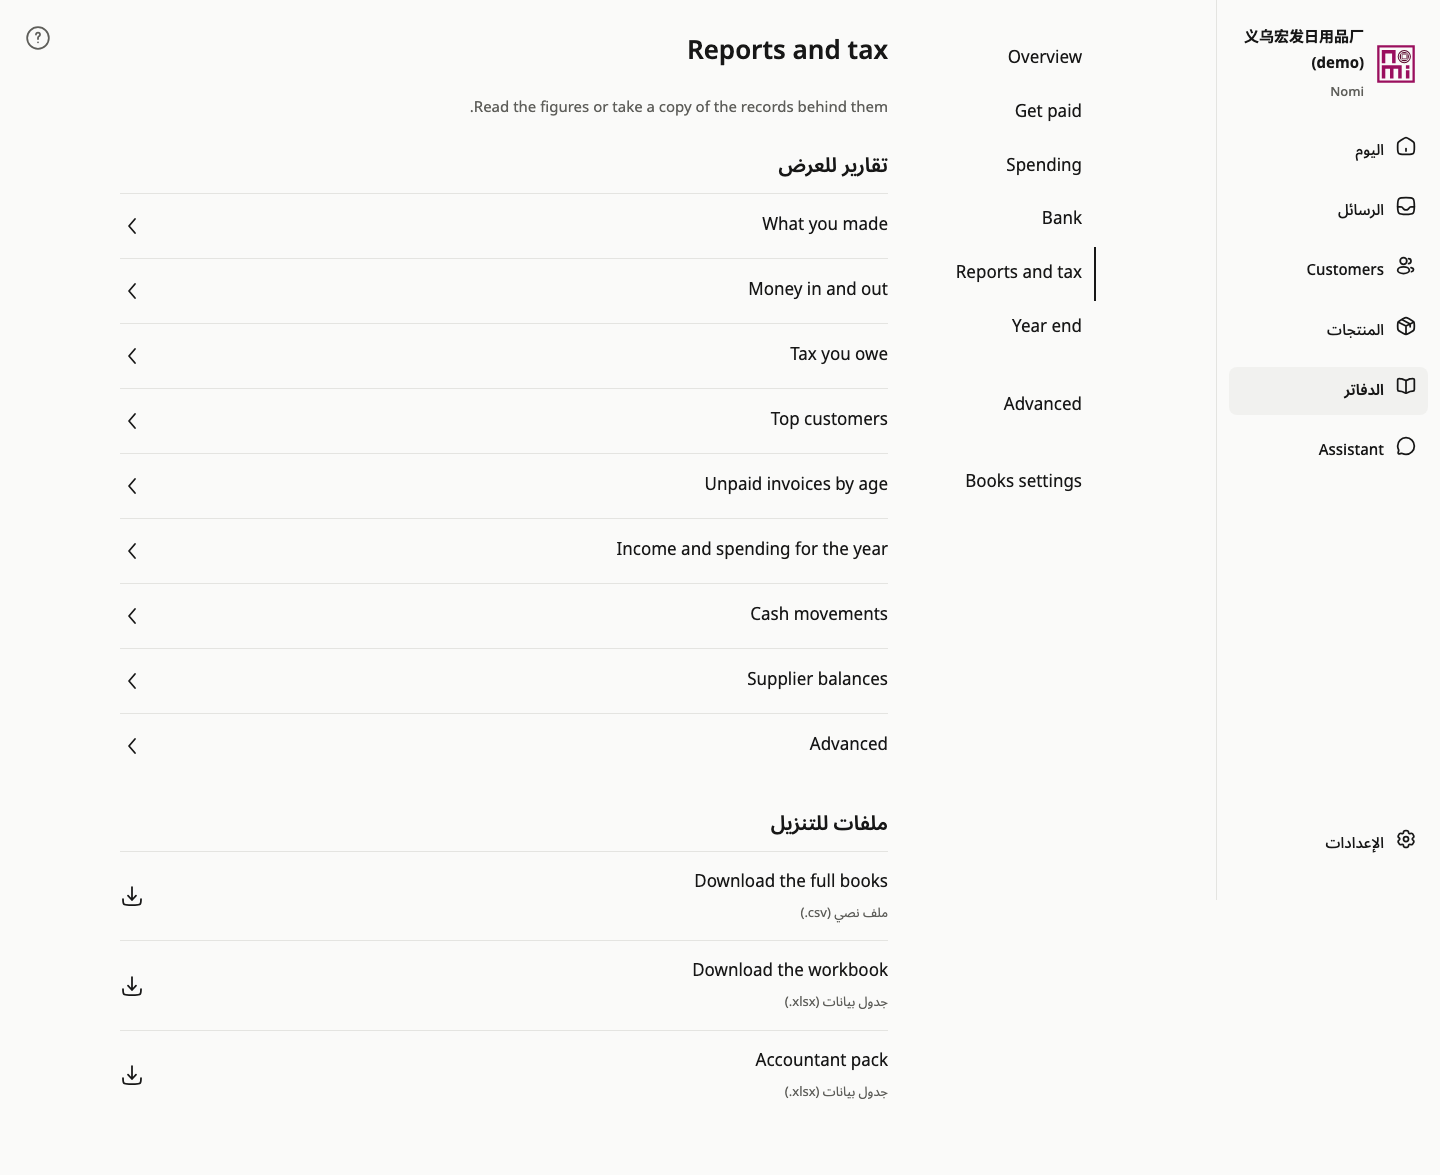 义乌宏发日用品厂
(demo)
Nomi
اليوم
الرسائل
Customers
المنتجات
الدفاتر
Assistant
الإعدادات
Overview
Get paid
Spending
Bank
Reports and tax
Year end
Advanced
Books settings
Reports and tax
.Read the figures or take a copy of the records behind them
تقارير للعرض
What you made
Money in and out
Tax you owe
Top customers
Unpaid invoices by age
Income and spending for the year
Cash movements
Supplier balances
Advanced
ملفات للتنزيل
Download the full books
ملف نصي (csv.)
Download the workbook
جدول بيانات (xlsx.)
Accountant pack
جدول بيانات (xlsx.)